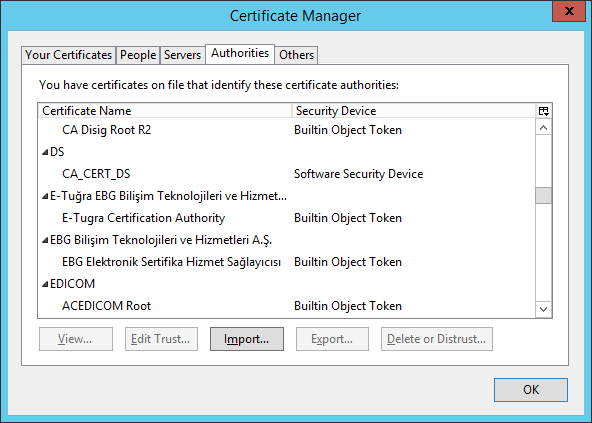 Certificate Manager
x
Your Certificates People Servers Authorities Others
You have certificates on file that identify these certificate authorities:
Certificate Name Security Device
CA Disig Root R2 Builtin Object Token
DS
CA_CERT_DS Software Security Device
E-Tuğra EBG Bilişim Teknolojileri ve Hizmet...
E-Tugra Certification Authority Builtin Object Token
EBG Bilişim Teknolojileri ve Hizmetleri A.Ş.
EBG Elektronik Sertifika Hizmet Sağlayıcısı Builtin Object Token
EDICOM
ACEDICOM Root Builtin Object Token
View... Edit Trust... Import... Export... Delete or Distrust...
OK